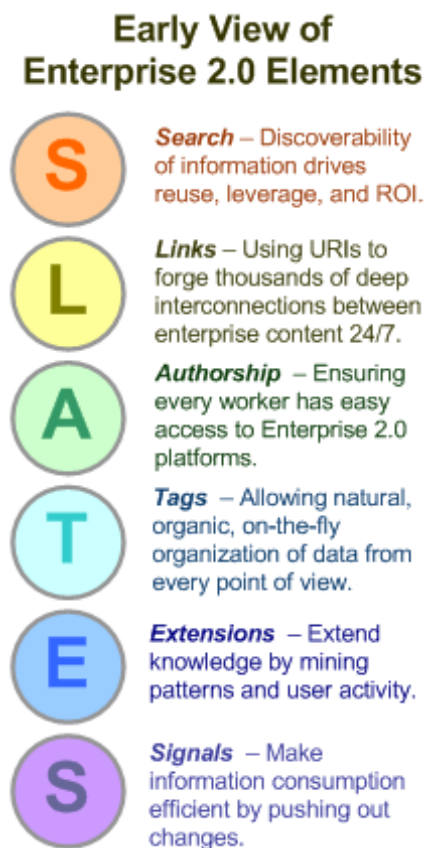 Early View of
Enterprise 2.0 Elements
S
Search – Discoverability
of information drives
reuse, leverage, and ROI.
L
Links – Using URIs to
forge thousands of deep
interconnections between
enterprise content 24/7.
A
Authorship – Ensuring
every worker has easy
access to Enterprise 2.0
platforms.
T
Tags – Allowing natural,
organic, on-the-fly
organization of data from
every point of view.
E
Extensions – Extend
knowledge by mining
patterns and user activity.
S
Signals – Make
information consumption
efficient by pushing out
changes.